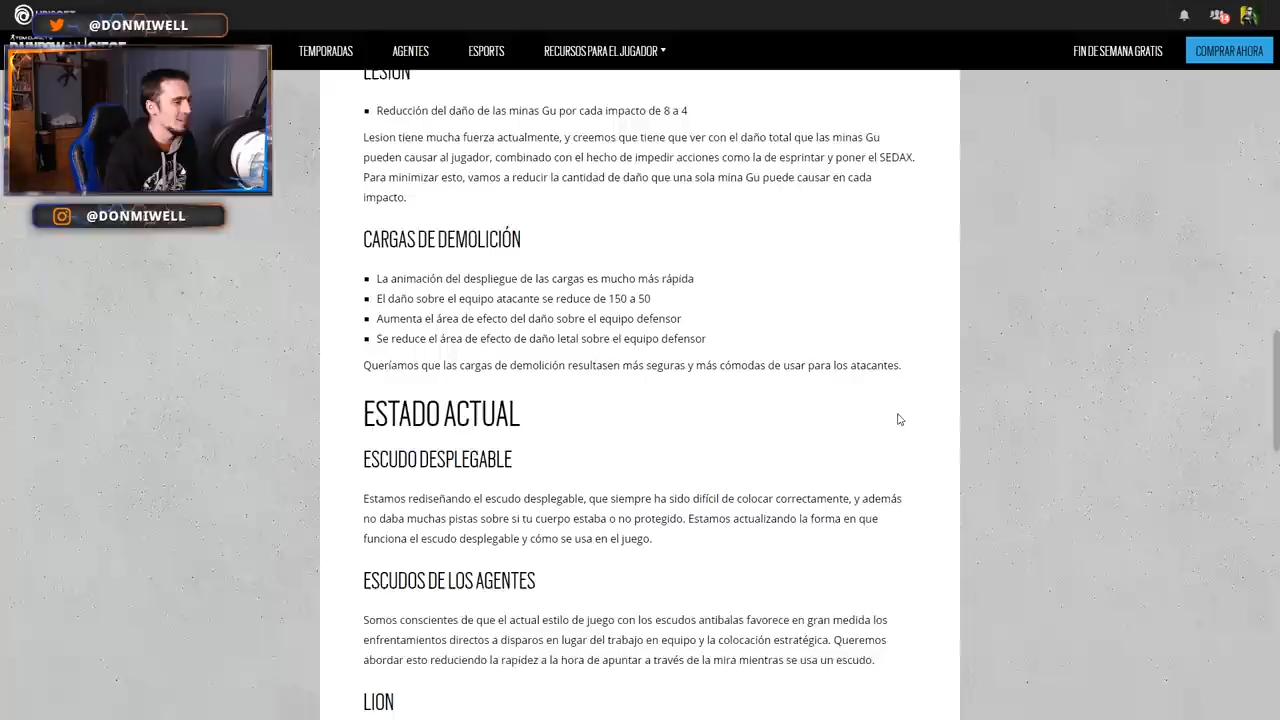 @DONMIWELL
14
TEMPORADAS
AGENTES
ESPORTS
RECURSOS PARA EL JUGADOR
FIN DE SEMANA GRATIS
COMPRAR AHORA
@DONMIWELL
LESION
Reducción del daño de las minas Gu por cada impacto de 8 a 4
Lesion tiene mucha fuerza actualmente, y creemos que tiene que ver con el daño total que las minas Gu
pueden causar al jugador, combinado con el hecho de impedir acciones como la de esprintar y poner el SEDAX.
Para minimizar esto, vamos a reducir la cantidad de daño que una sola mina Gu puede causar en cada
impacto.
CARGAS DE DEMOLICIÓN
La animación del despliegue de las cargas es mucho más rápida
El daño sobre el equipo atacante se reduce de 150 a 50
Aumenta el área de efecto del daño sobre el equipo defensor
Se reduce el área de efecto de daño letal sobre el equipo defensor
Queríamos que las cargas de demolición resultasen más seguras y más cómodas de usar para los atacantes.
ESTADO ACTUAL
ESCUDO DESPLEGABLE
Estamos rediseñando el escudo desplegable, que siempre ha sido difícil de colocar correctamente, y además
no daba muchas pistas sobre si tu cuerpo estaba o no protegido. Estamos actualizando la forma en que
funciona el escudo desplegable y cómo se usa en el juego.
ESCUDOS DE LOS AGENTES
Somos conscientes de que el actual estilo de juego con los escudos antibalas favorece en gran medida los
enfrentamientos directos a disparos en lugar del trabajo en equipo y la colocación estratégica. Queremos
abordar esto reduciendo la rapidez a la hora de apuntar a través de la mira mientras se usa un escudo.
LION